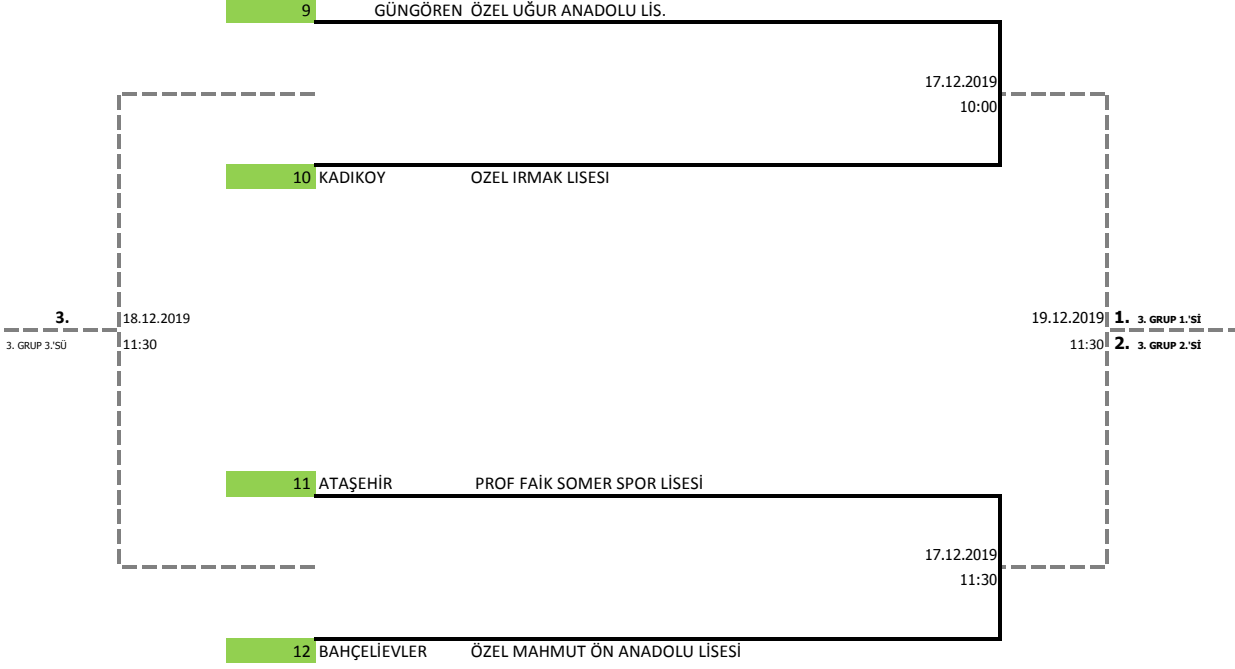 9 GÜNGÖREN ÖZEL UĞUR ANADOLU LİS.
17.12.2019
10:00
10 KADIKOY OZEL IRMAK LISESI
3. 18.12.2019 19.12.2019 1. 3. GRUP 1.'Sİ
3. GRUP 3.'SÜ 11:30 11:30 2. 3. GRUP 2.'Sİ
11 ATAŞEHİR PROF FAİK SOMER SPOR LİSESİ
17.12.2019
11:30
12 BAHÇELİEVLER ÖZEL MAHMUT ÖN ANADOLU LİSESİ